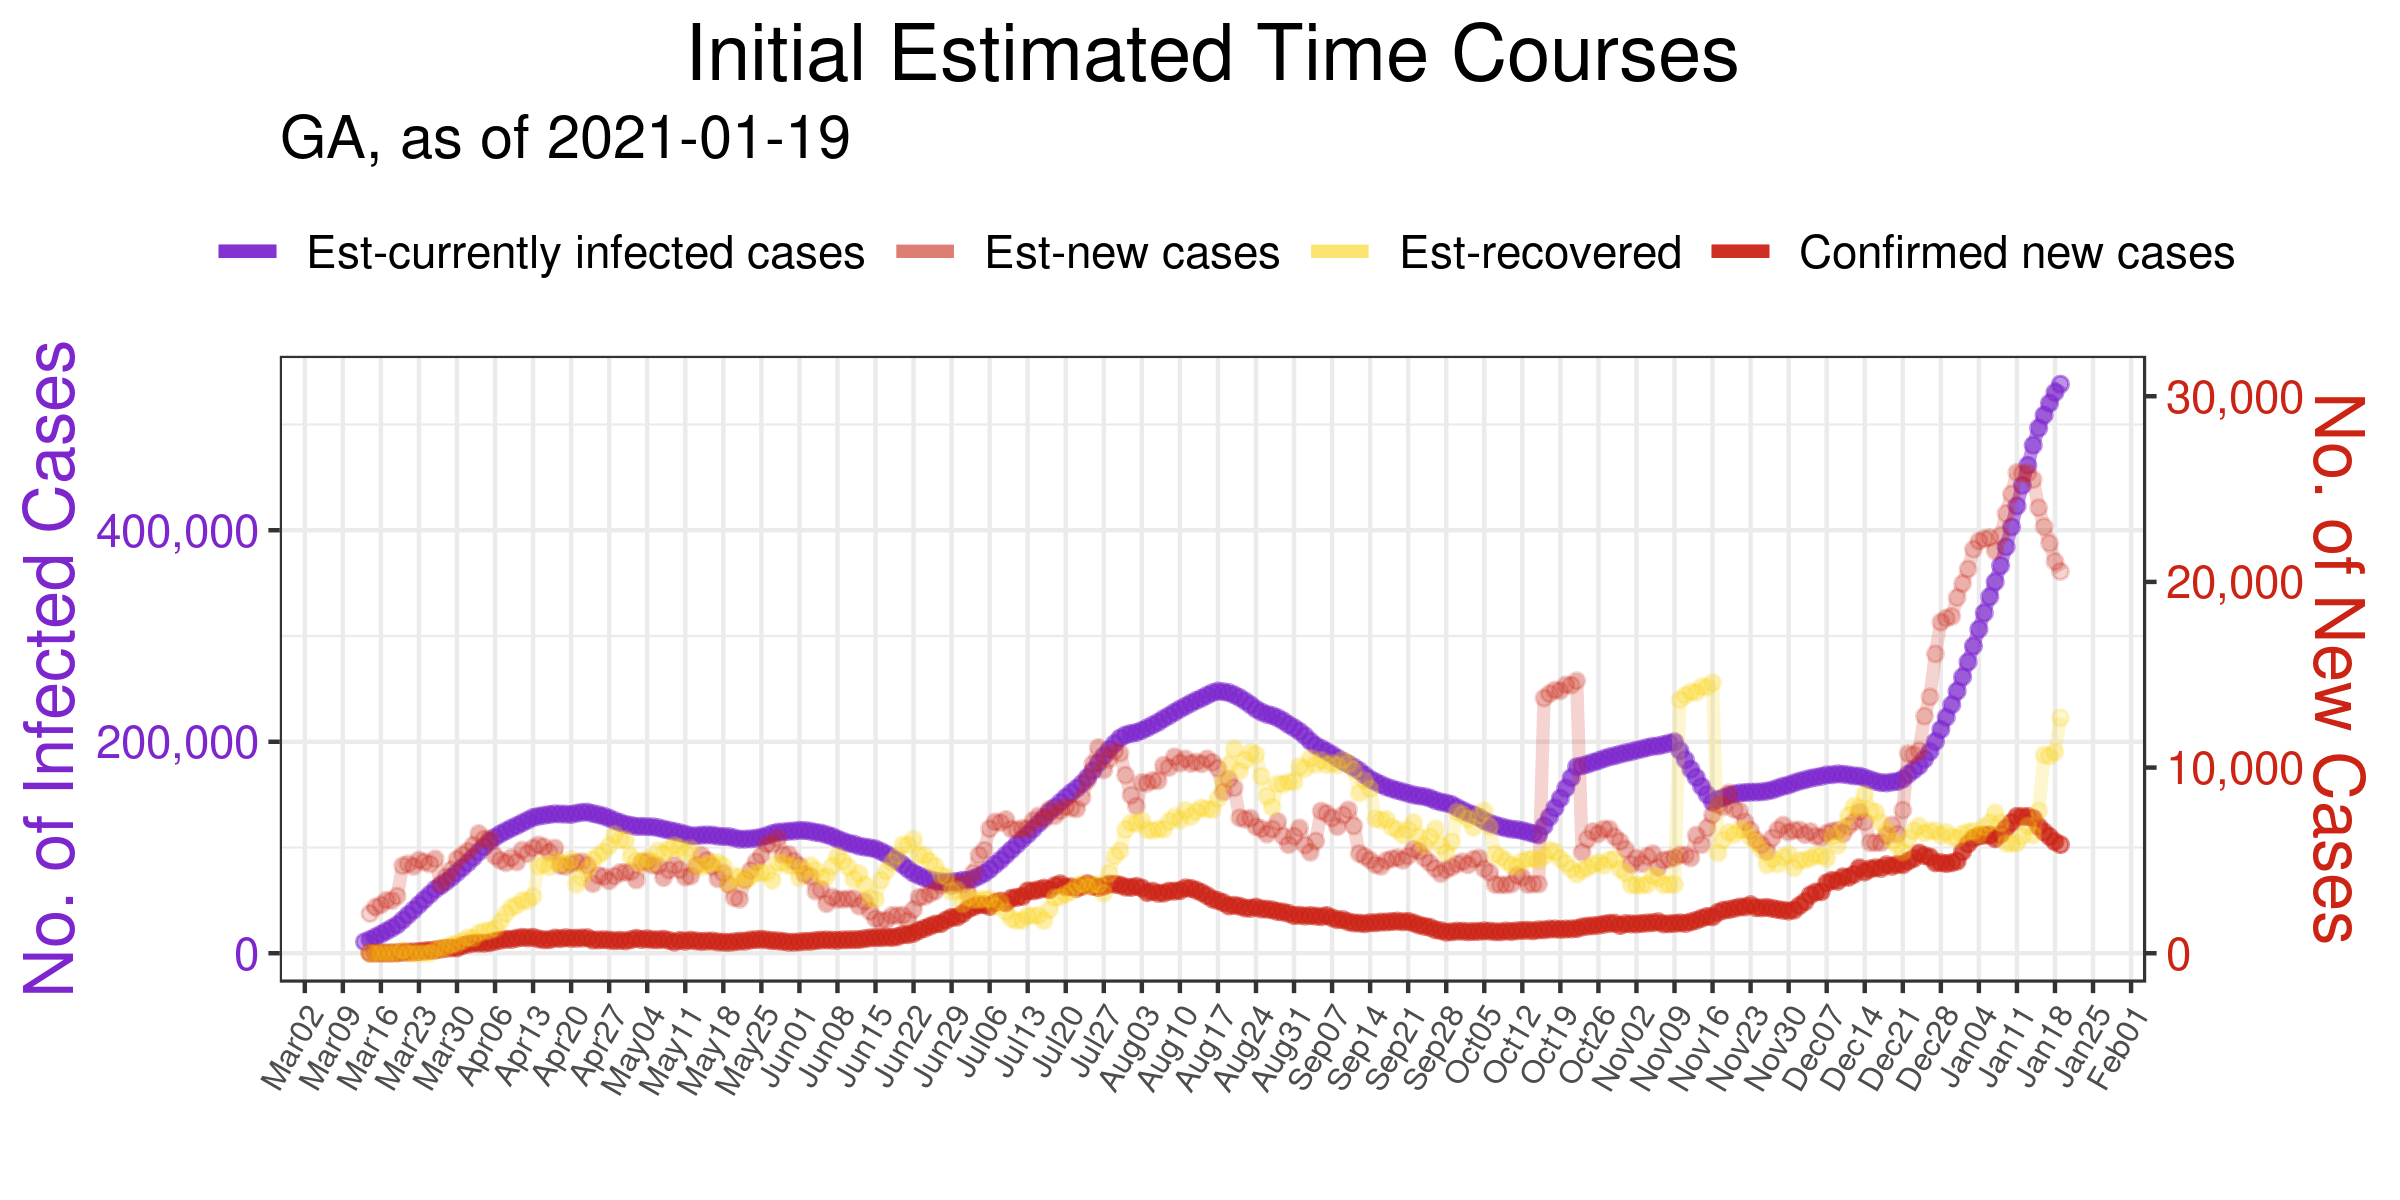 Initial Estimated Time Courses
GA, as of 2021-01-19
Est-currently infected cases
Est-new cases
Est-recovered
Confirmed new cases
No. of Infected Cases
400,000
200,000
0
30,000
20,000
10,000
0
No. of New Cases
Mar02
Mar09
Mar16
Mar23
Mar30
Apr06
Apr13
Apr20
Apr27
May04
May11
May18
May25
Jun01
Jun08
Jun15
Jun22
Jun29
Jul06
Jul13
Jul20
Jul27
Aug03
Aug10
Aug17
Aug24
Aug31
Sep07
Sep14
Sep21
Sep28
Oct05
Oct12
Oct19
Oct26
Nov02
Nov09
Nov16
Nov23
Nov30
Dec07
Dec14
Dec21
Dec28
Jan04
Jan11
Jan18
Jan25
Feb01